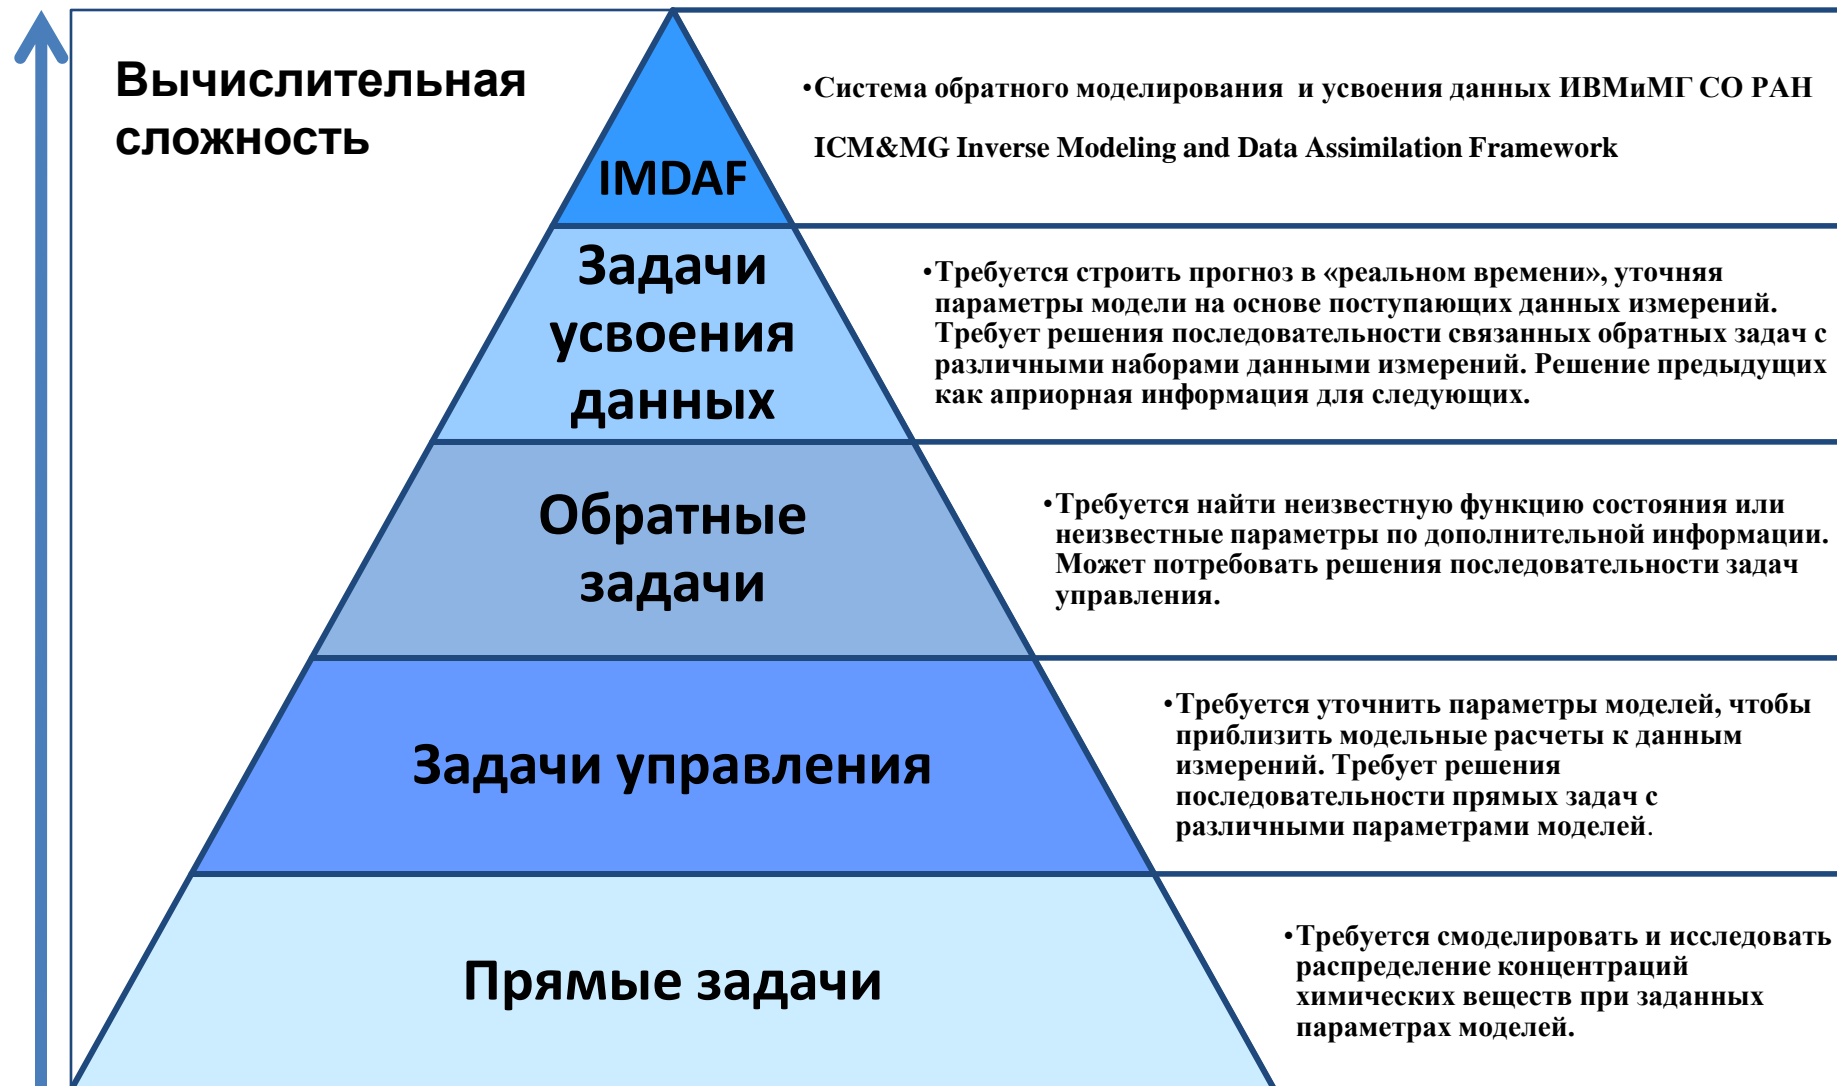 Вычислительная
сложность
IMDAF
•Система обратного моделирования и усвоения данных ИВМиМГ СО РАН
ICM&MG Inverse Modeling and Data Assimilation Framework
Задачи
усвоения
данных
•Требуется строить прогноз в «реальном времени», уточняя
параметры модели на основе поступающих данных измерений.
Требует решения последовательности связанных обратных задач с
различными наборами данными измерений. Решение предыдущих
как априорная информация для следующих.
Обратные
задачи
•Требуется найти неизвестную функцию состояния или
неизвестные параметры по дополнительной информации.
Может потребовать решения последовательности задач
управления.
Задачи управления
•Требуется уточнить параметры моделей, чтобы
приблизить модельные расчеты к данным
измерений. Требует решения
последовательности прямых задач с
различными параметрами моделей.
Прямые задачи
•Требуется смоделировать и исследовать
распределение концентраций
химических веществ при заданных
параметрах моделей.